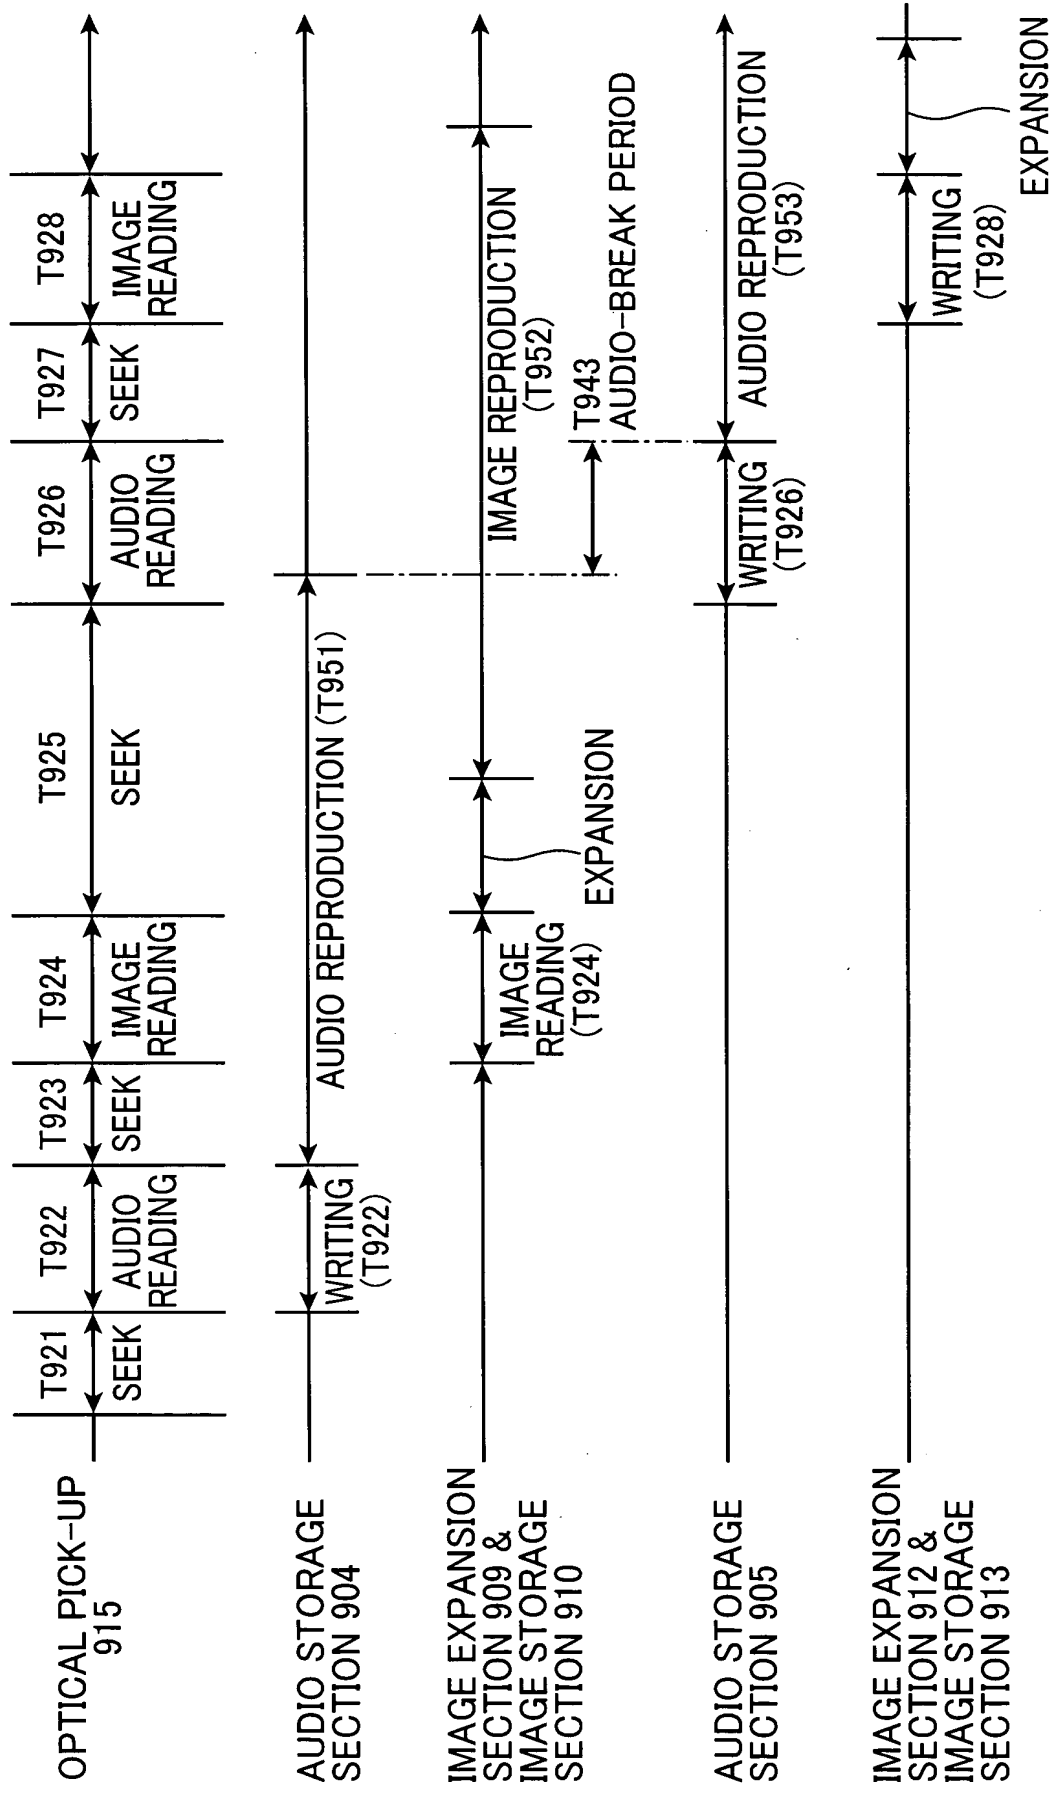 OPTICAL PICK-UP
915
T921
SEEK
T922
AUDIO
READING
T923
SEEK
T924
IMAGE
READING
T925
SEEK
T926
AUDIO
READING
T927
SEEK
T928
IMAGE
READING
AUDIO STORAGE
SECTION 904
WRITING
(T922)
AUDIO REPRODUCTION (T951)
IMAGE EXPANSION
SECTION 909 &
IMAGE STORAGE
SECTION 910
IMAGE
READING
(T924)
EXPANSION
IMAGE REPRODUCTION
(T952)
T943
AUDIO-BREAK PERIOD
AUDIO STORAGE
SECTION 905
WRITING
(T926)
AUDIO REPRODUCTION
(T953)
IMAGE EXPANSION
SECTION 912 &
IMAGE STORAGE
SECTION 913
WRITING
(T928)
EXPANSION